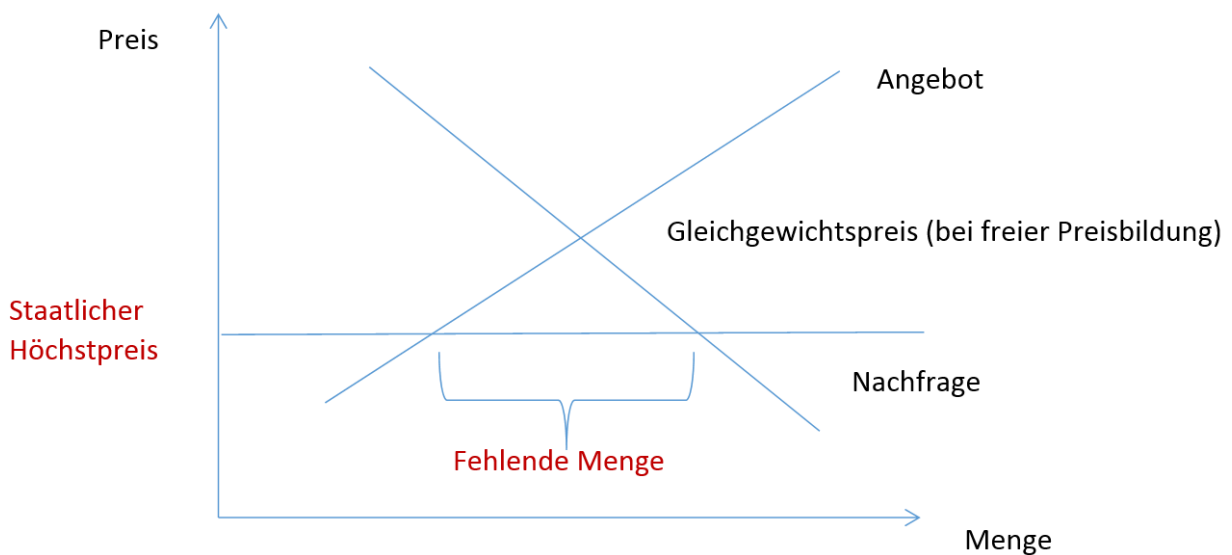 Preis
Angebot
Gleichgewichtspreis (bei freier Preisbildung)
Staatlicher
Höchstpreis
Nachfrage
Fehlende Menge
Menge